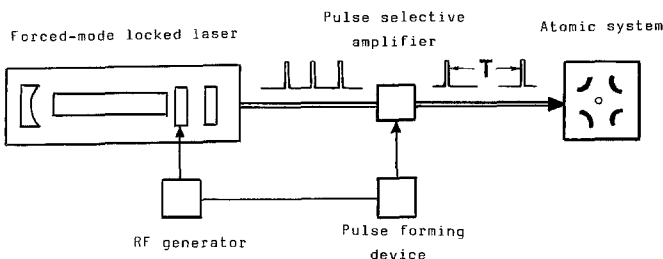 Forced-mode locked laser
Pulse selective
amplifier
Atomic system
T
RF generator
Pulse forming
device